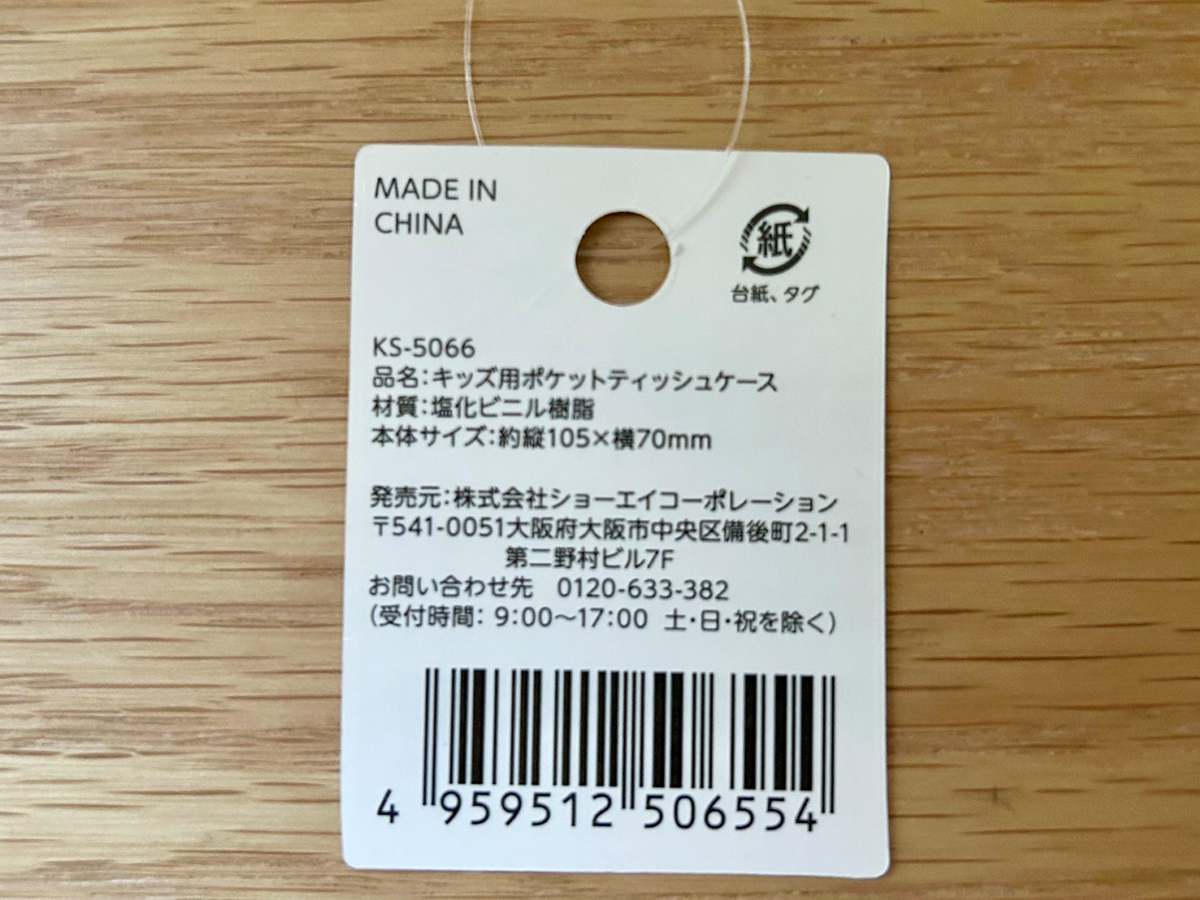 MADE IN
CHINA
紙
台紙、タグ
KS-5066
品名:キッズ用ポケットティッシュケース
材質:塩化ビニル樹脂
本体サイズ:約縦105×横70mm
発売元:株式会社ショーエイコーポレーション
〒541-0051大阪府大阪市中央区備後町2-1-1
第二野村ビル7F
お問い合わせ先 0120-633-382
(受付時間: 9:00〜17:00 土・日・祝を除く)
4 959512 506554